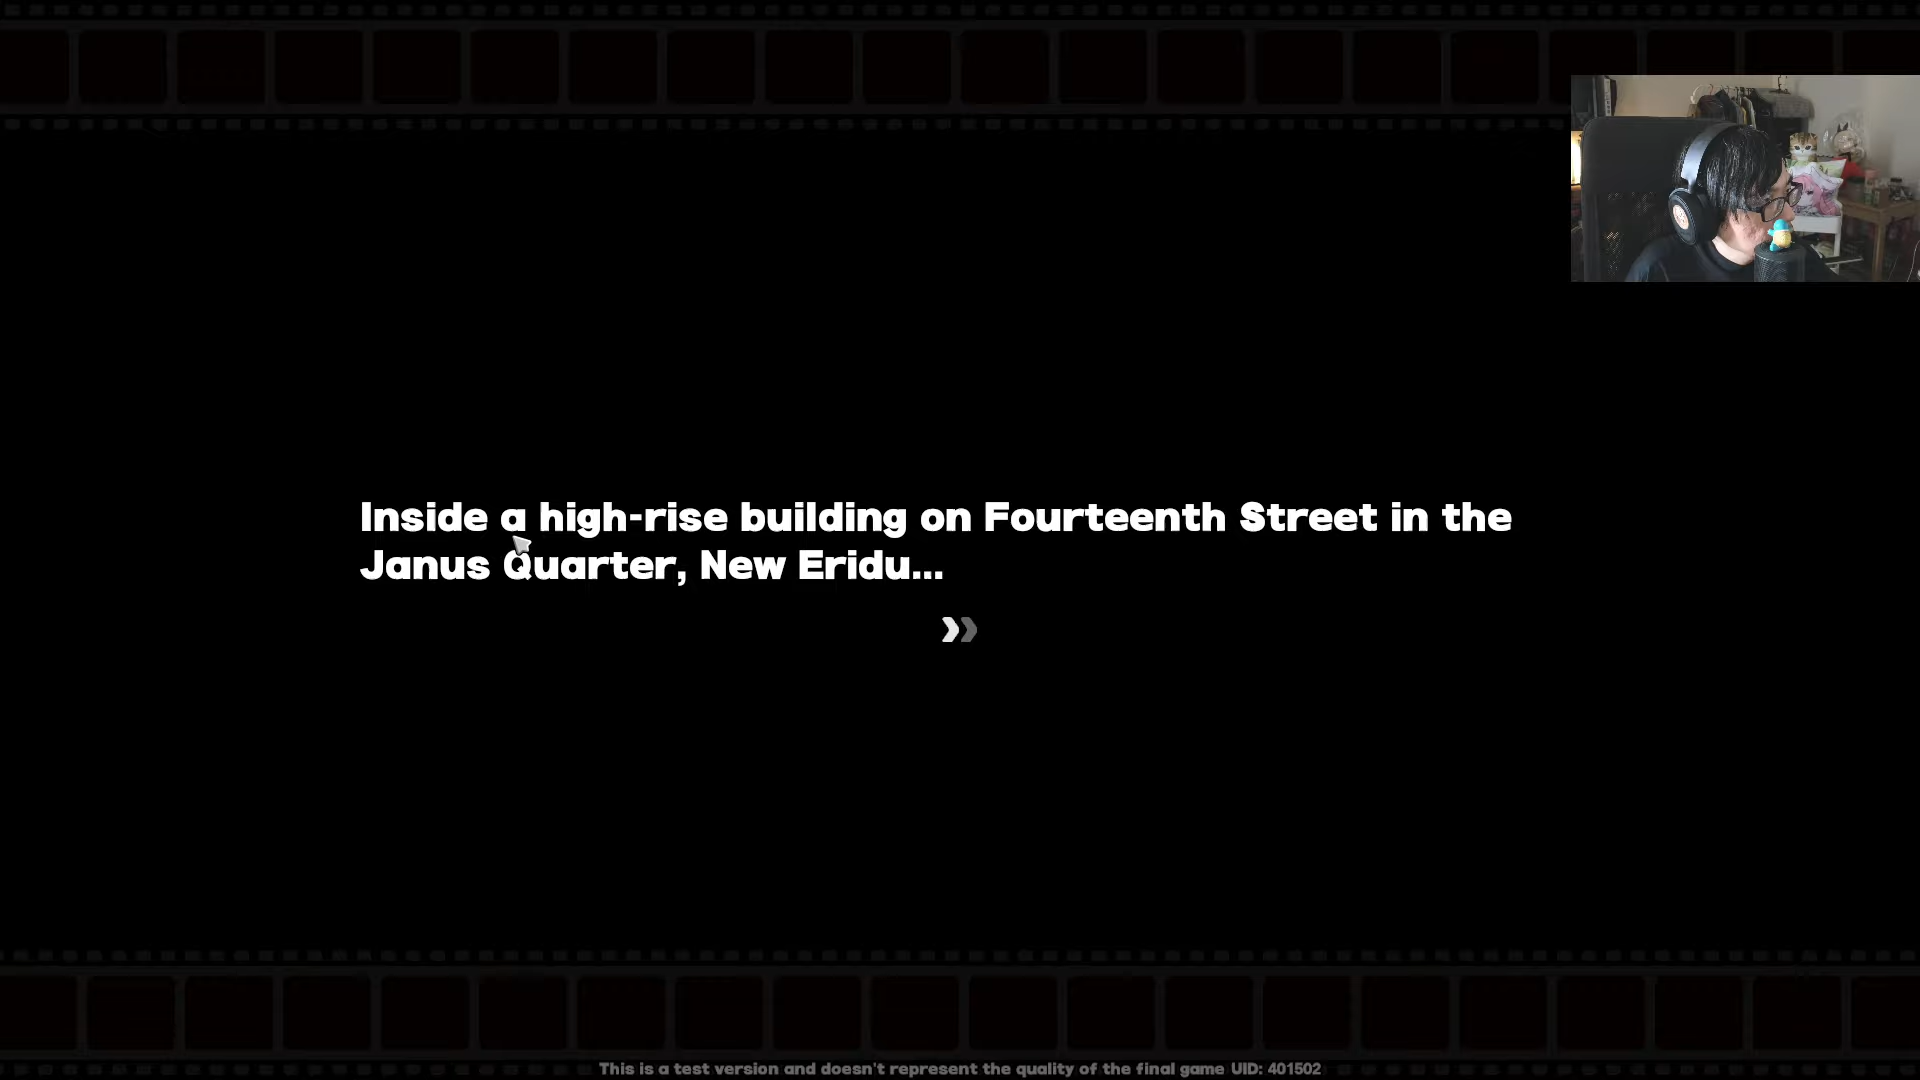 Inside a high-rise building on Fourteenth Street in the
Janus Quarter, New Eridu...
This is a test version and doesn't represent the quality of the final game UID: 401502